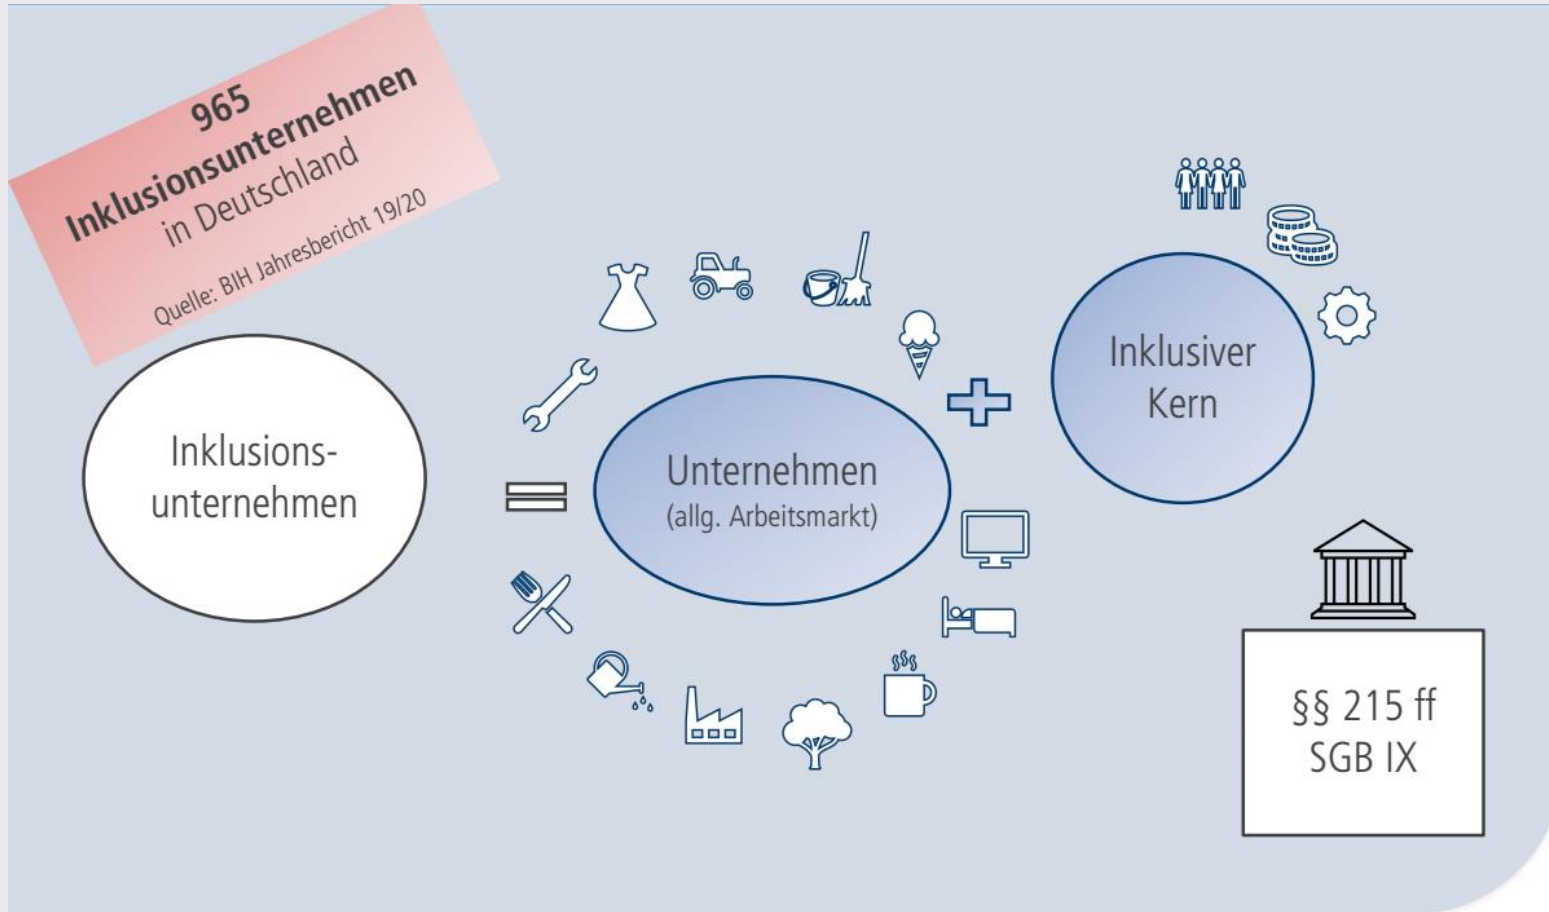 965
Inklusionsunternehmen
in Deutschland
Quelle: BIH Jahresbericht 19/20
Inklusions-
unternehmen
Unternehmen
(allg. Arbeitsmarkt)
Inklusiver
Kern
§§ 215 ff
SGB IX